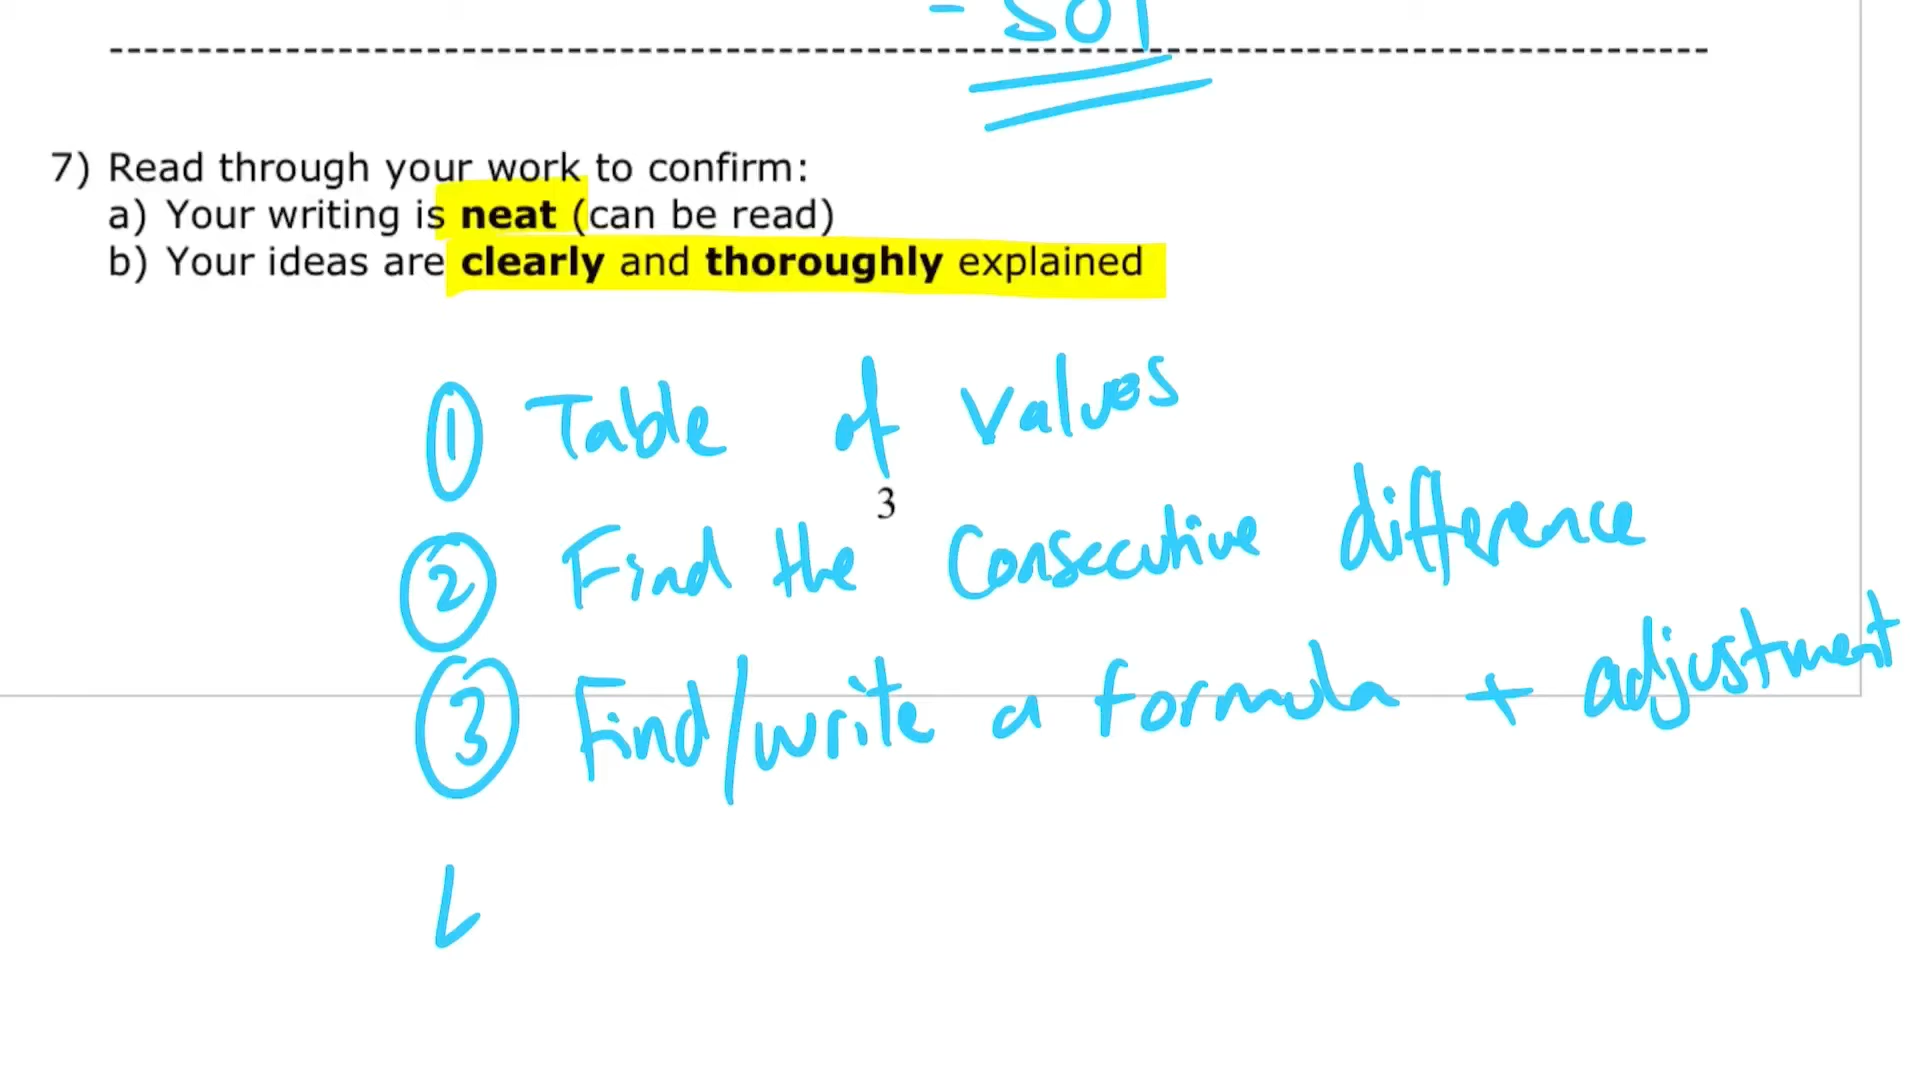 = 301
7) Read through your work to confirm:
a) Your writing is neat (can be read)
b) Your ideas are clearly and thoroughly explained
① Table of values
3
② Find the Consecutive difference
③ Find/write a formula + adjustment